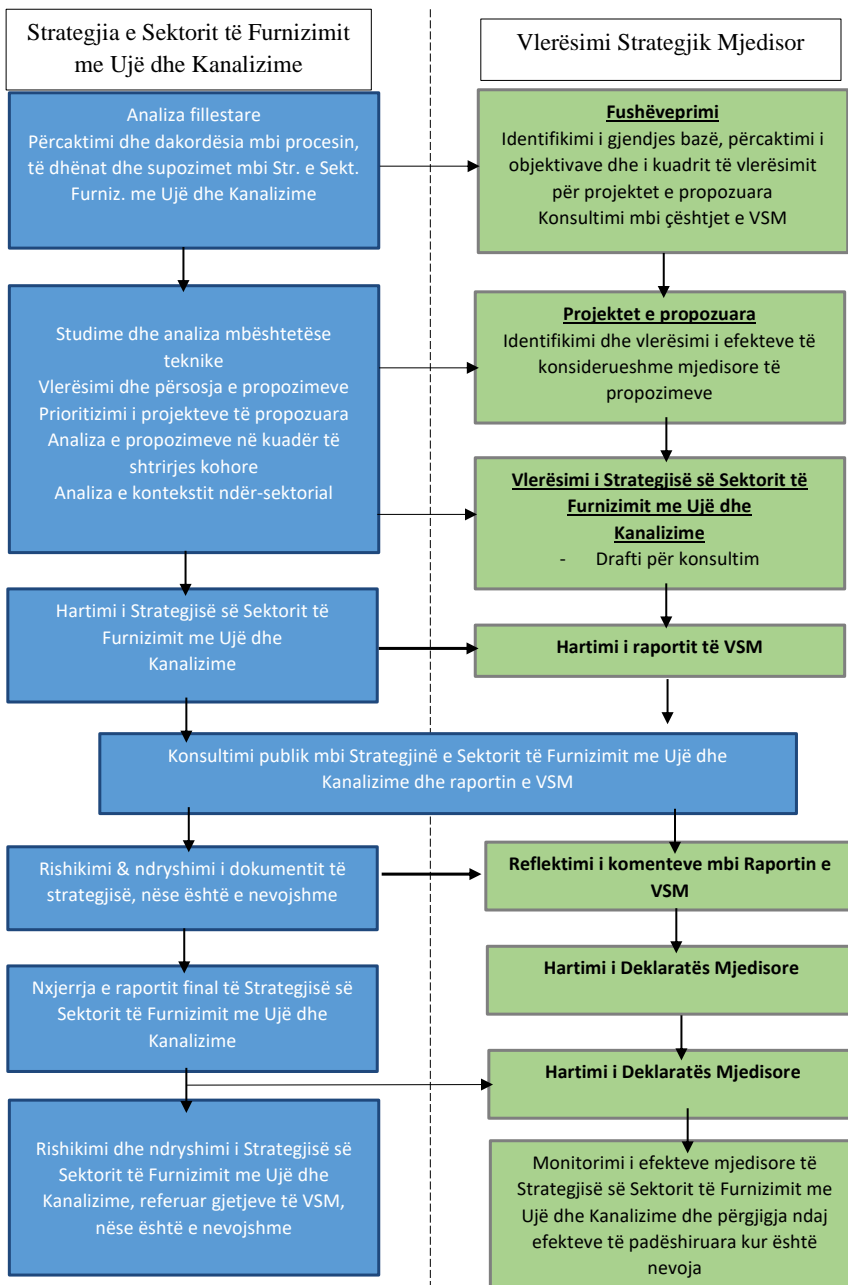 Strategjia e Sektorit të Furnizimit
me Ujë dhe Kanalizime
Vlerësimi Strategjik Mjedisor
Analiza fillestare
Përcaktimi dhe dakordësia mbi procesin,
të dhënat dhe supozimet mbi Str. e Sekt.
Furniz. me Ujë dhe Kanalizime
Fushëveprimi
Identifikimi i gjendjes bazë, përcaktimi i
objektivave dhe i kuadrit të vlerësimit
për projektet e propozuara
Konsultimi mbi çështjet e VSM
Studime dhe analiza mbështetëse
teknike
Vlerësimi dhe përsosja e propozimeve
Prioritizimi i projekteve të propozuara
Analiza e propozimeve në kuadër të
shtrirjes kohore
Analiza e kontekstit ndër-sektorial
Projektet e propozuara
Identifikimi dhe vlerësimi i efekteve të
konsiderueshme mjedisore të
propozimeve
Vlerësimi i Strategjisë së Sektorit të
Furnizimit me Ujë dhe
Kanalizime
- Drafti për konsultim
Hartimi i Strategjisë së Sektorit të
Furnizimit me Ujë dhe
Kanalizime
Hartimi i raportit të VSM
Konsultimi publik mbi Strategjinë e Sektorit të Furnizimit me Ujë dhe
Kanalizime dhe raportin e VSM
Rishikimi & ndryshimi i dokumentit të
strategjisë, nëse është e nevojshme
Reflektimi i komenteve mbi Raportin e
VSM
Nxjerrja e raportit final të Strategjisë së
Sektorit të Furnizimit me Ujë dhe
Kanalizime
Hartimi i Deklaratës Mjedisore
Hartimi i Deklaratës Mjedisore
Rishikimi dhe ndryshimi i Strategjisë së
Sektorit të Furnizimit me Ujë dhe
Kanalizime, referuar gjetjeve të VSM,
nëse është e nevojshme
Monitorimi i efekteve mjedisore të
Strategjisë së Sektorit të Furnizimit me
Ujë dhe Kanalizime dhe përgjigja ndaj
efekteve të padëshiruara kur është
nevoja